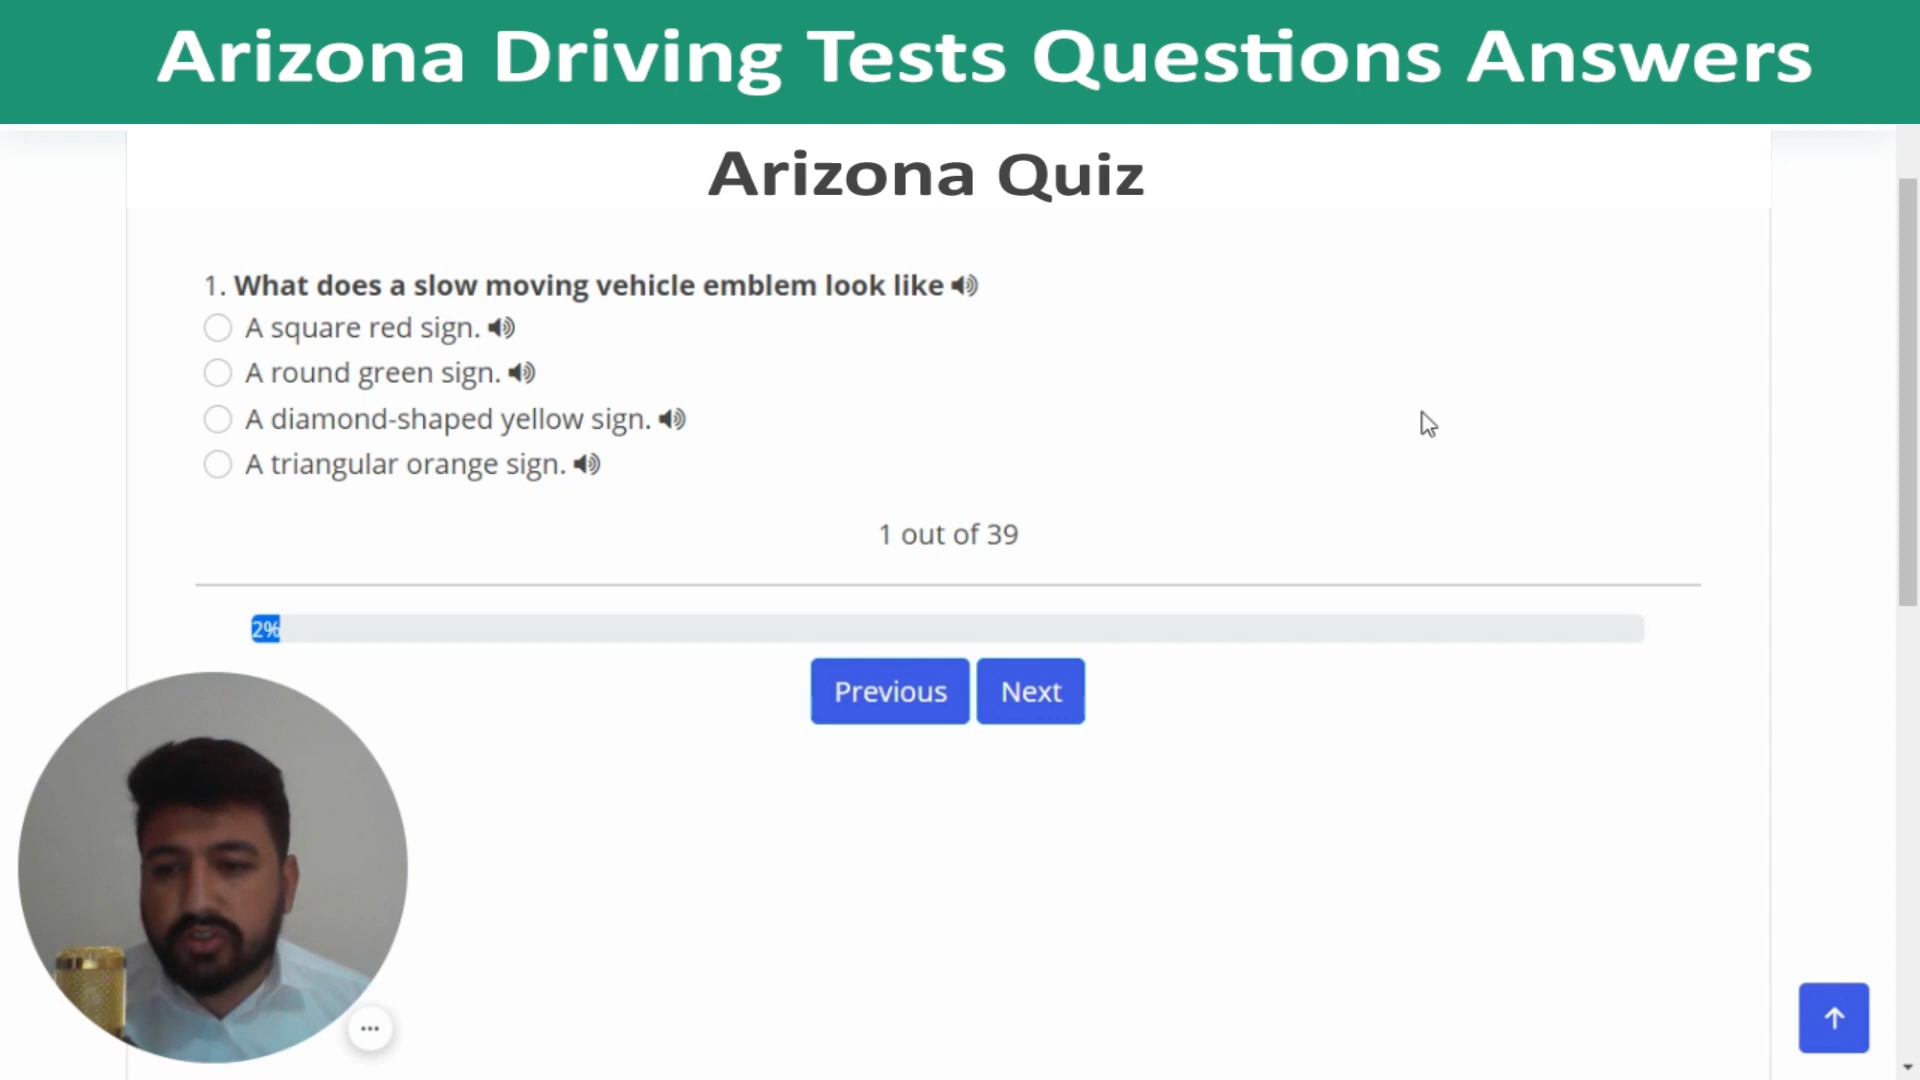 Arizona Driving Tests Questions Answers
Arizona Quiz
1. What does a slow moving vehicle emblem look like
A square red sign.
A round green sign.
A diamond-shaped yellow sign.
A triangular orange sign.
1 out of 39
2%
Previous Next